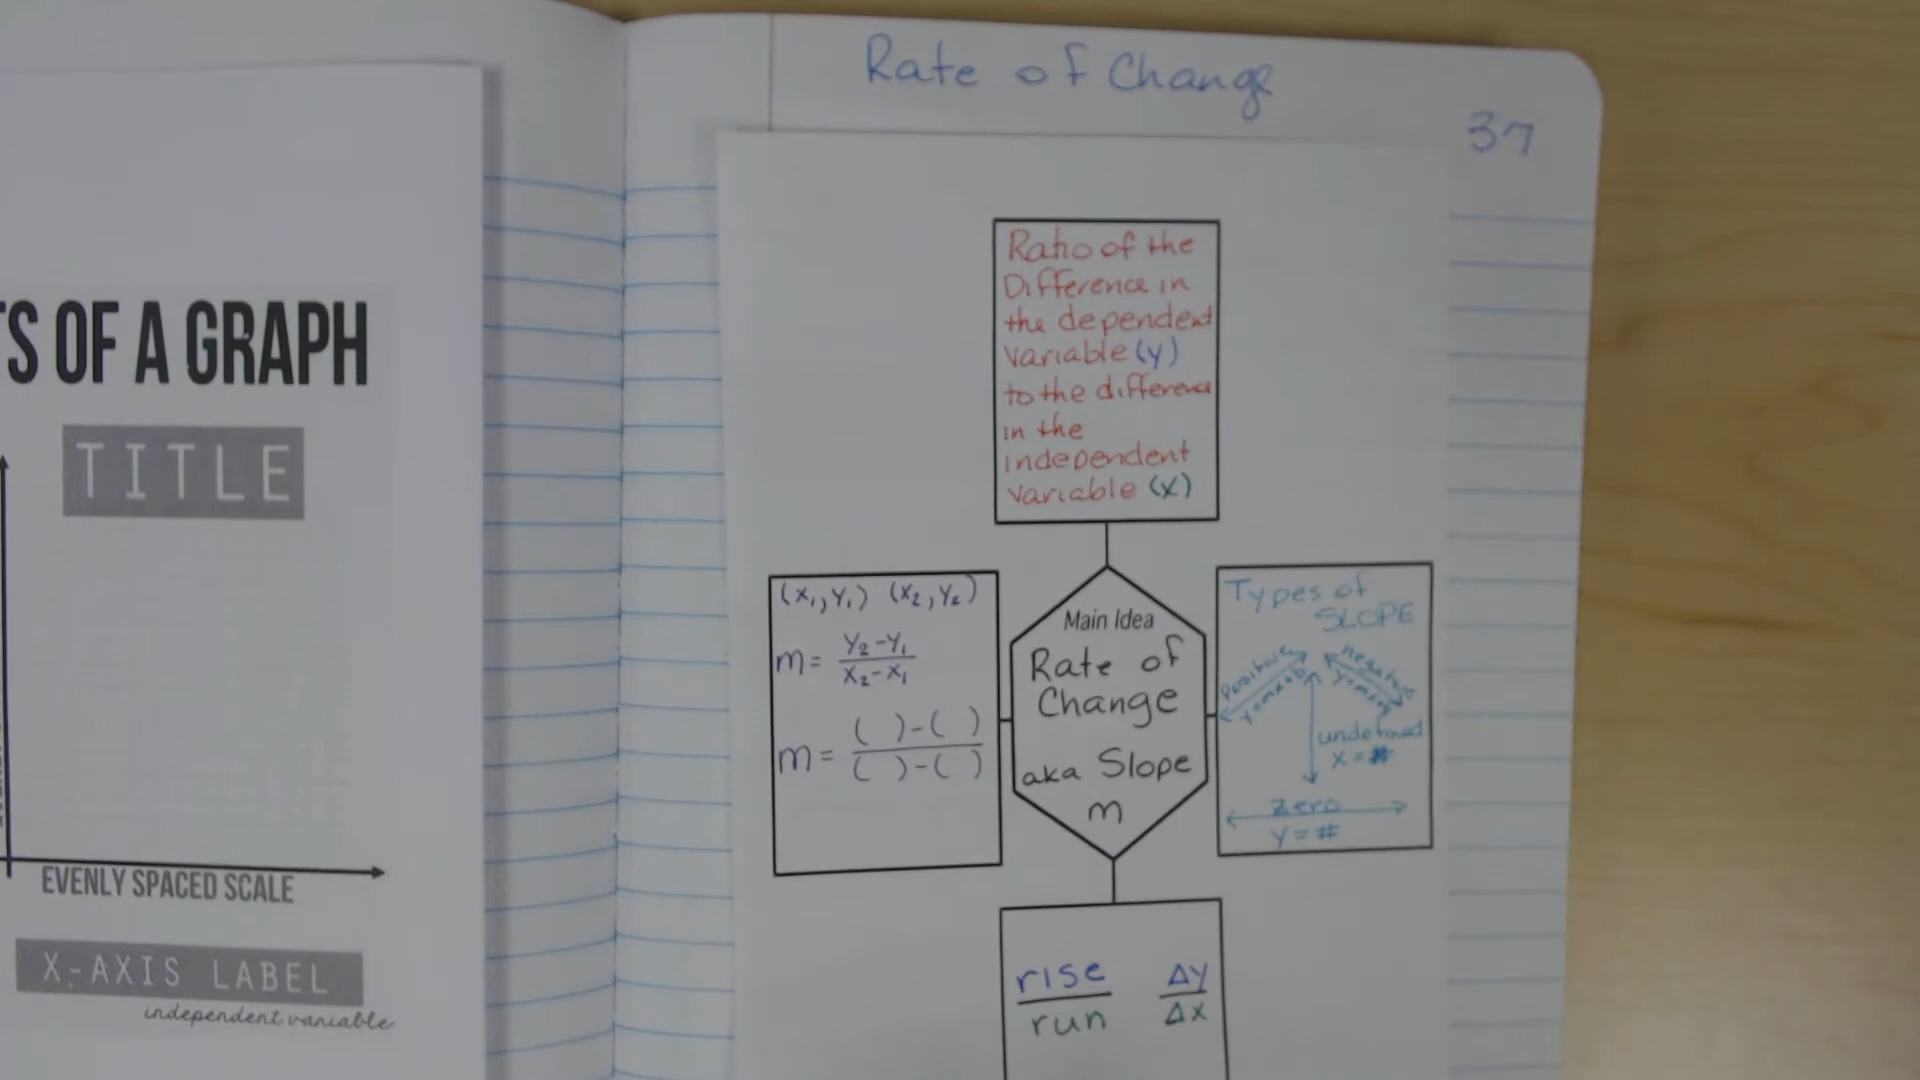 Rate of Change
37
TS OF A GRAPH
TITLE
EVENLY SPACED SCALE
X-AXIS LABEL
independent variable
Ratio of the
Difference in
the dependent
variable (y)
to the difference
in the
independent
variable (x)
(x₁,y₁) (x₂,y₂)
m = y₂-y₁
x₂-x₁
m = ( )-( )
( )-( )
Main Idea
Rate of
Change
aka Slope
m
Types of
SLOPE
Positive
y=mx+b
negative
y=mx+b
undefined
x=#
zero
y=#
rise
run
Δy
Δx